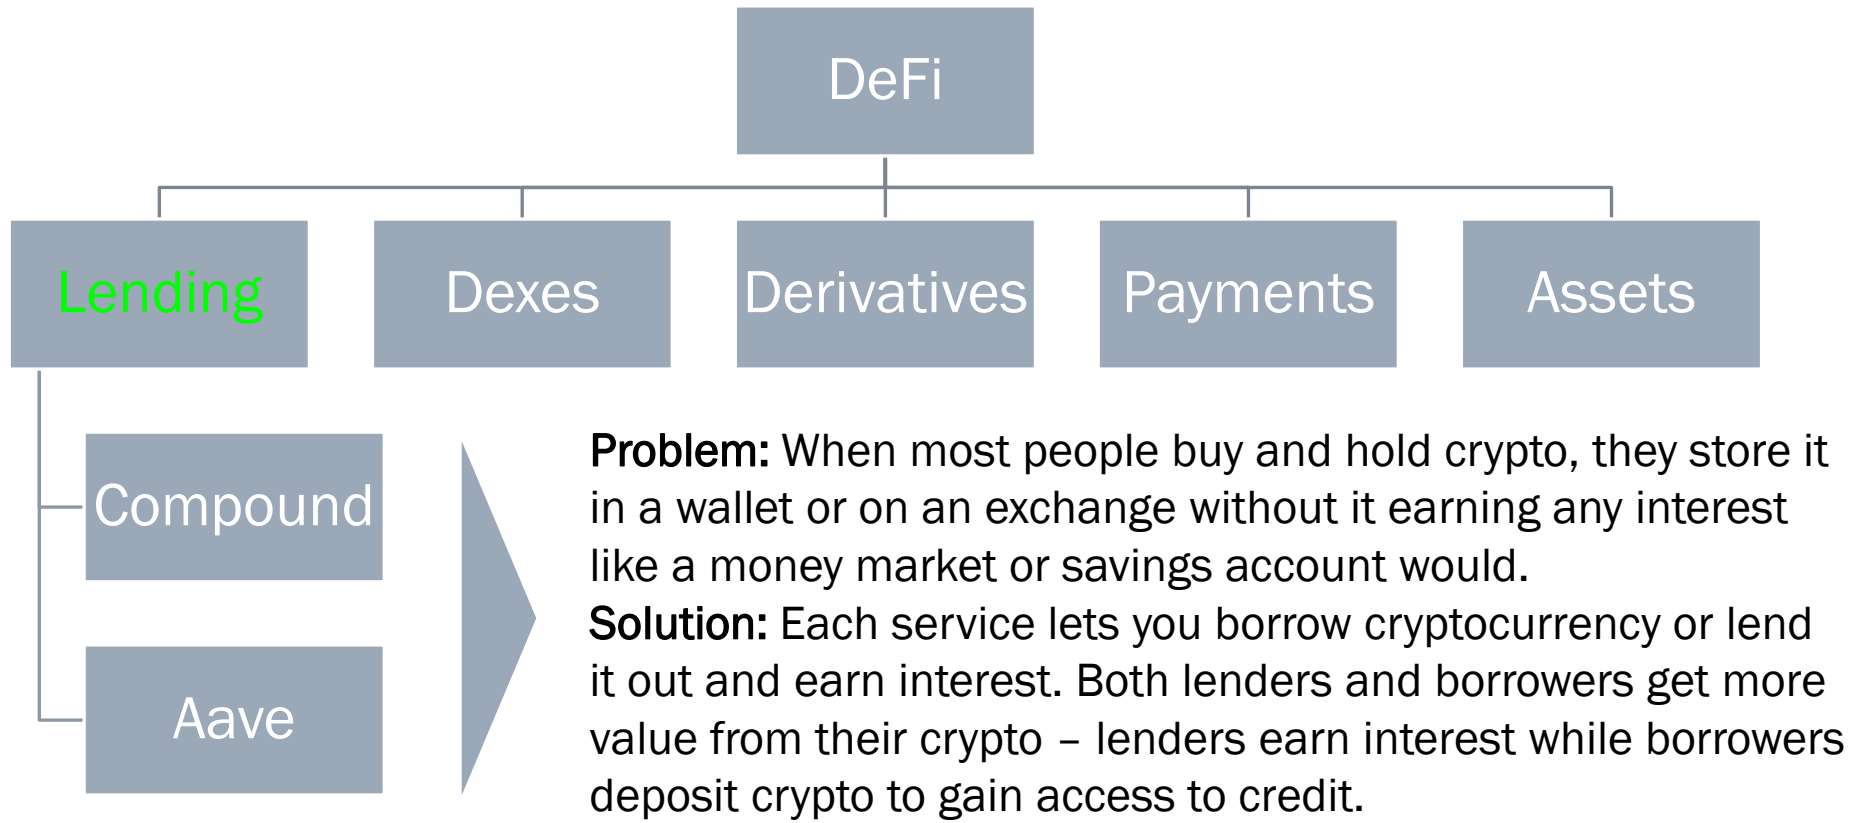 DeFi
Lending
Dexes
Derivatives
Payments
Assets
Compound
Aave
Problem: When most people buy and hold crypto, they store it
in a wallet or on an exchange without it earning any interest
like a money market or savings account would.
Solution: Each service lets you borrow cryptocurrency or lend
it out and earn interest. Both lenders and borrowers get more
value from their crypto – lenders earn interest while borrowers
deposit crypto to gain access to credit.